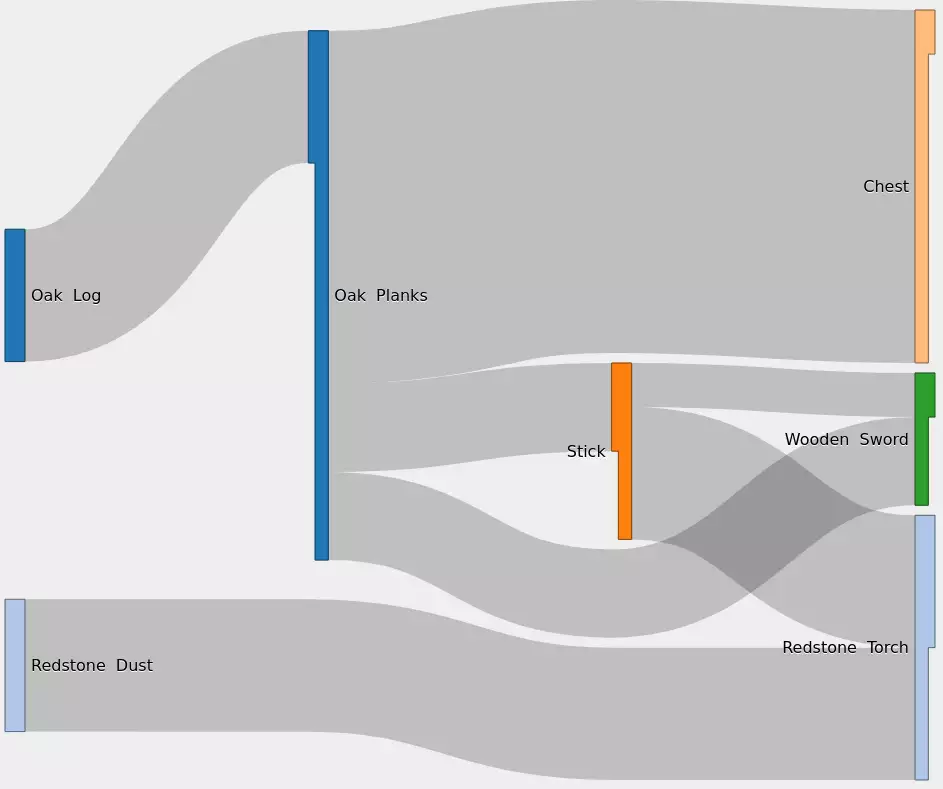 Chest
Oak Log
Oak Planks
Wooden Sword
Stick
Redstone Torch
Redstone Dust